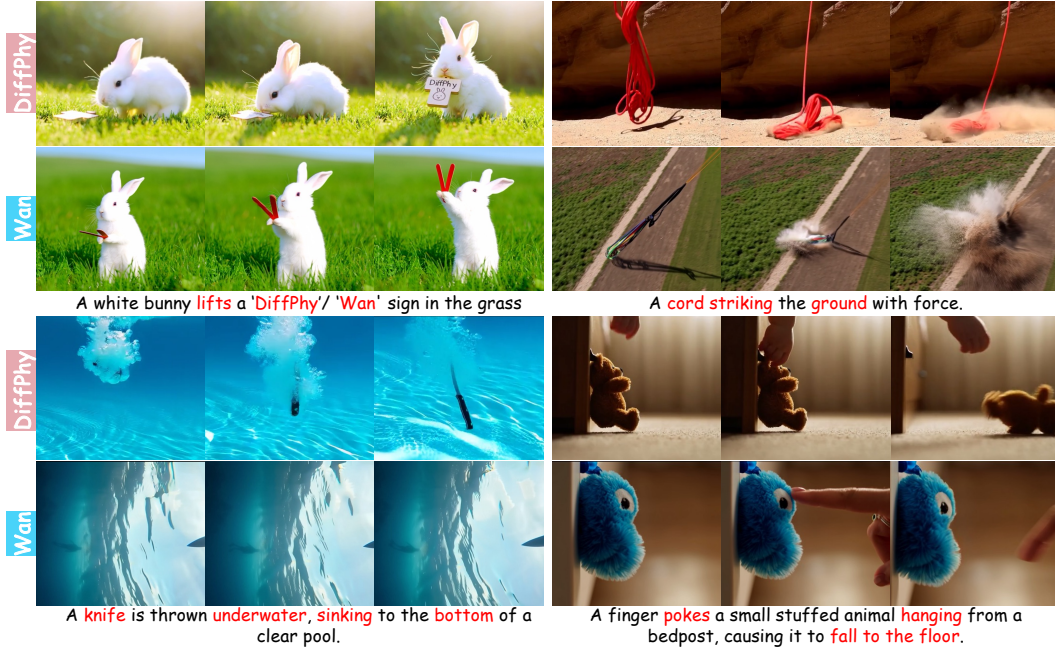 DiffPhy
DiffPhy
Wan
A white bunny lifts a 'DiffPhy'/ 'Wan' sign in the grass
A cord striking the ground with force.
DiffPhy
Wan
A knife is thrown underwater, sinking to the bottom of a
clear pool.
A finger pokes a small stuffed animal hanging from a
bedpost, causing it to fall to the floor.